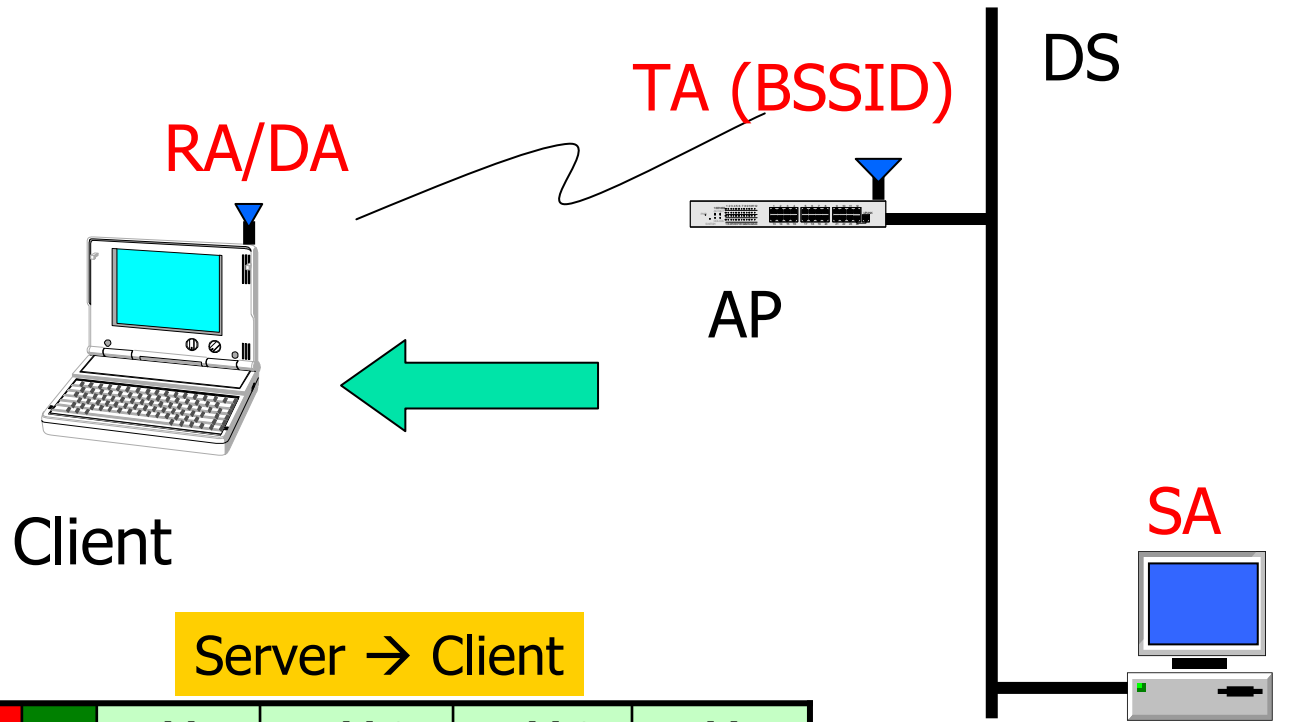 DS
TA (BSSID)
RA/DA
AP
SA
Client
Server → Client